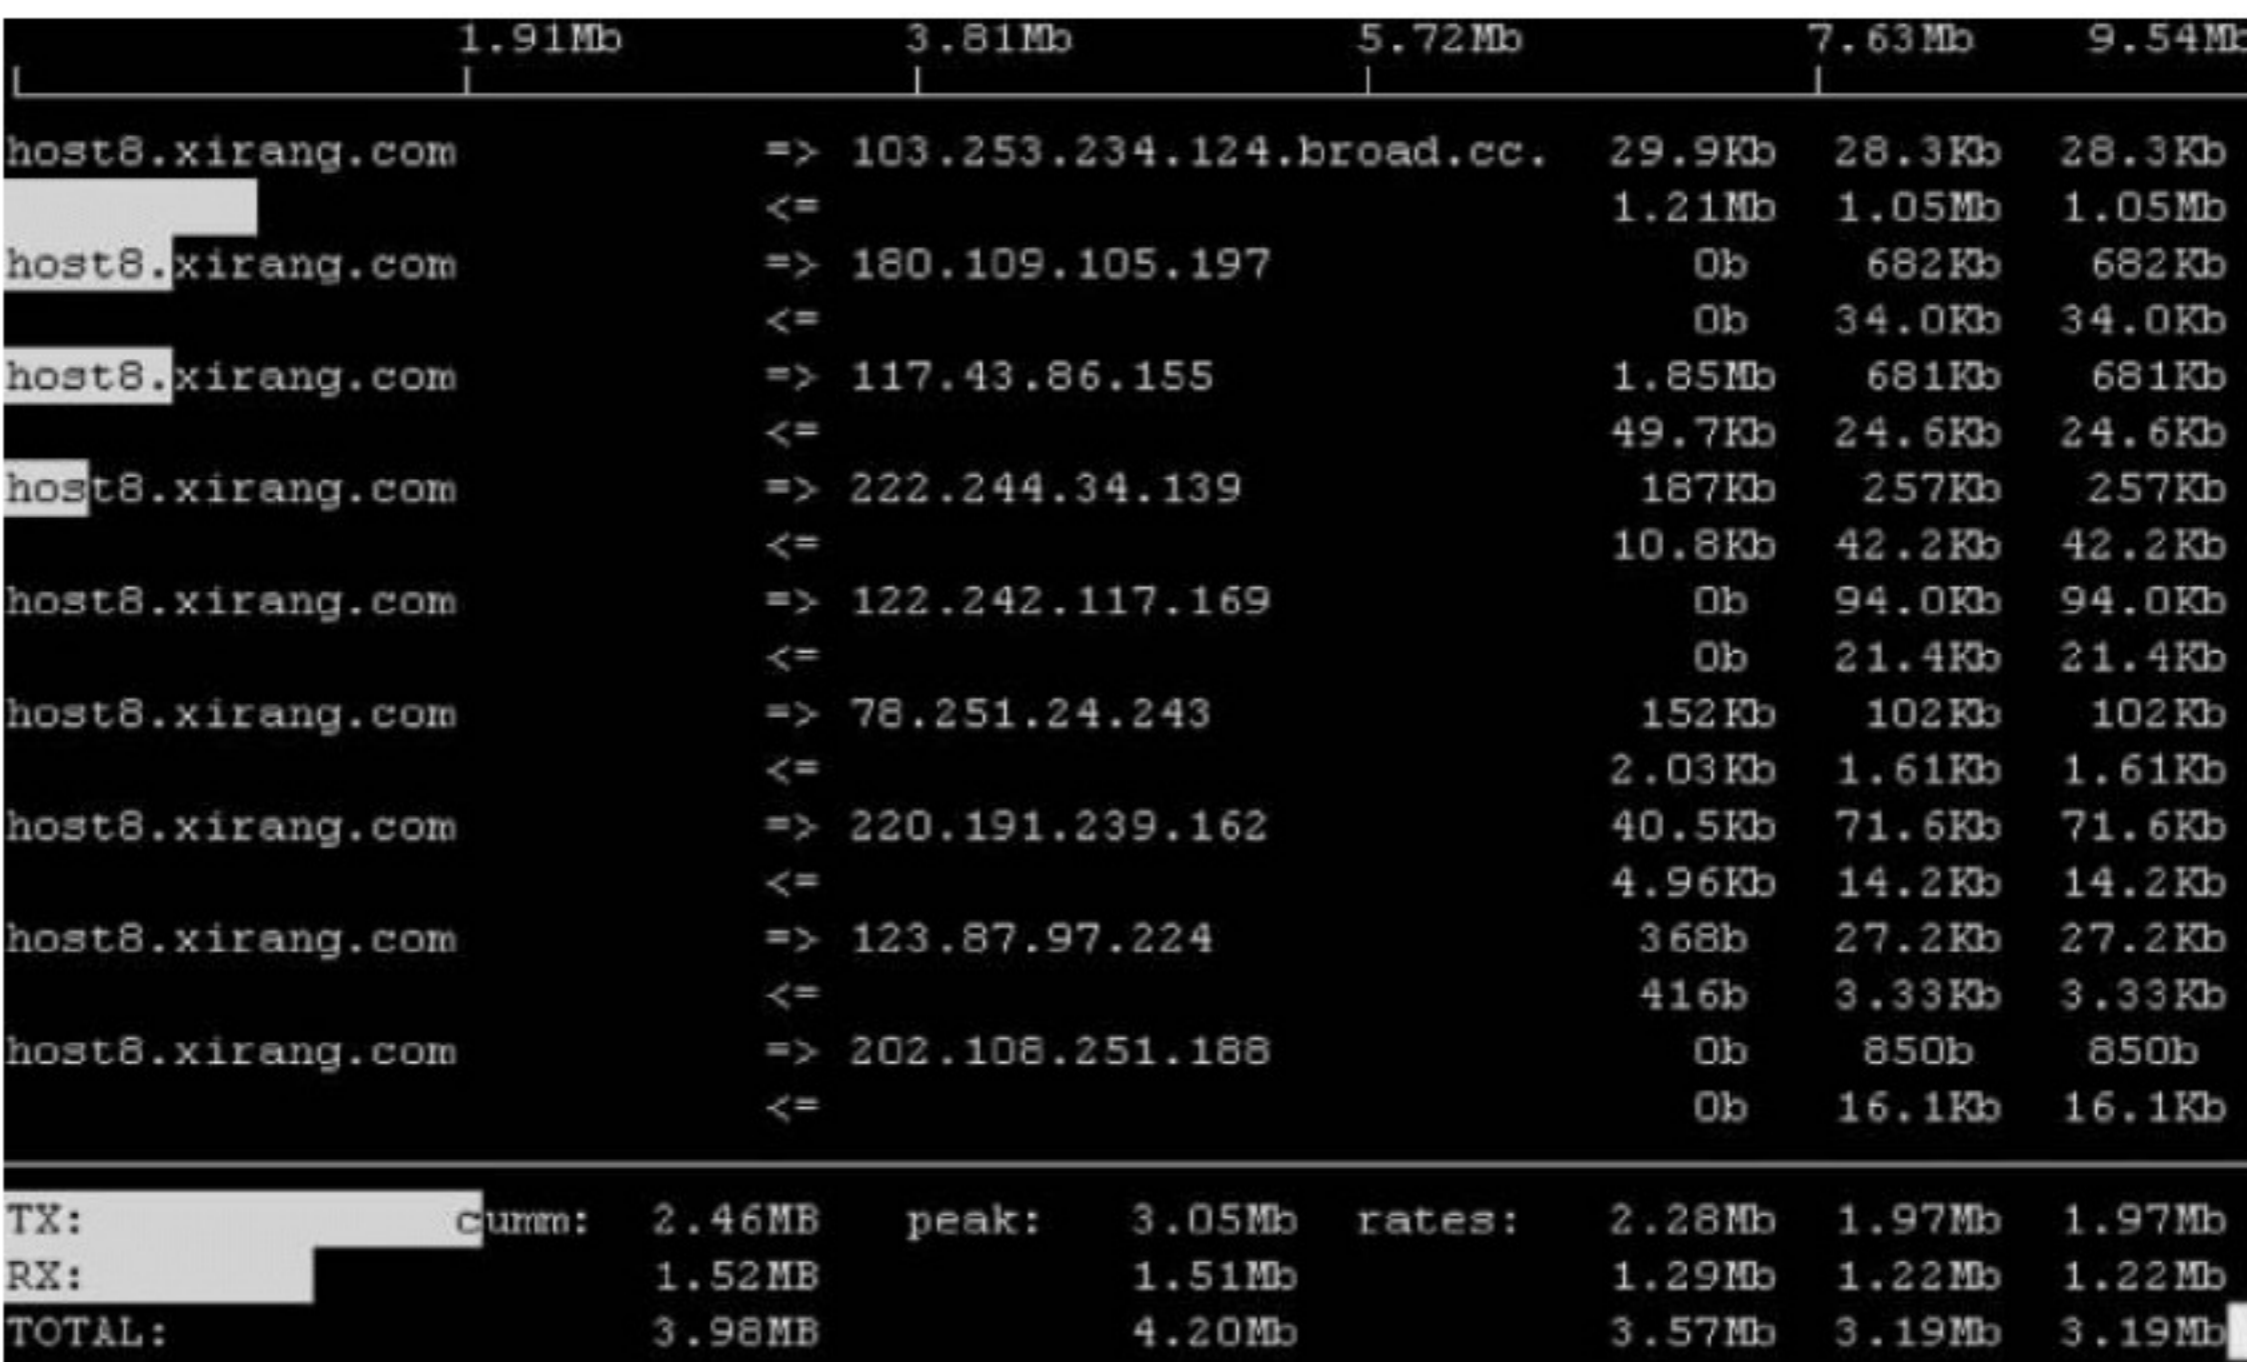 1.91Mb 3.81Mb 5.72Mb 7.63Mb 9.54Mb
host8.xirang.com => 103.253.234.124.broad.cc. 29.9Kb 28.3Kb 28.3Kb
<= 1.21Mb 1.05Mb 1.05Mb
host8.xirang.com => 180.109.105.197 0b 682Kb 682Kb
<= 0b 34.0Kb 34.0Kb
host8.xirang.com => 117.43.86.155 1.85Mb 681Kb 681Kb
<= 49.7Kb 24.6Kb 24.6Kb
host8.xirang.com => 222.244.34.139 187Kb 257Kb 257Kb
<= 10.8Kb 42.2Kb 42.2Kb
host8.xirang.com => 122.242.117.169 0b 94.0Kb 94.0Kb
<= 0b 21.4Kb 21.4Kb
host8.xirang.com => 78.251.24.243 152Kb 102Kb 102Kb
<= 2.03Kb 1.61Kb 1.61Kb
host8.xirang.com => 220.191.239.162 40.5Kb 71.6Kb 71.6Kb
<= 4.96Kb 14.2Kb 14.2Kb
host8.xirang.com => 123.87.97.224 368b 27.2Kb 27.2Kb
<= 416b 3.33Kb 3.33Kb
host8.xirang.com => 202.108.251.188 0b 850b 850b
<= 0b 16.1Kb 16.1Kb
TX: cumm: 2.46MB peak: 3.05Mb rates: 2.28Mb 1.97Mb 1.97Mb
RX: 1.52MB 1.51Mb 1.29Mb 1.22Mb 1.22Mb
TOTAL: 3.98MB 4.20Mb 3.57Mb 3.19Mb 3.19Mb